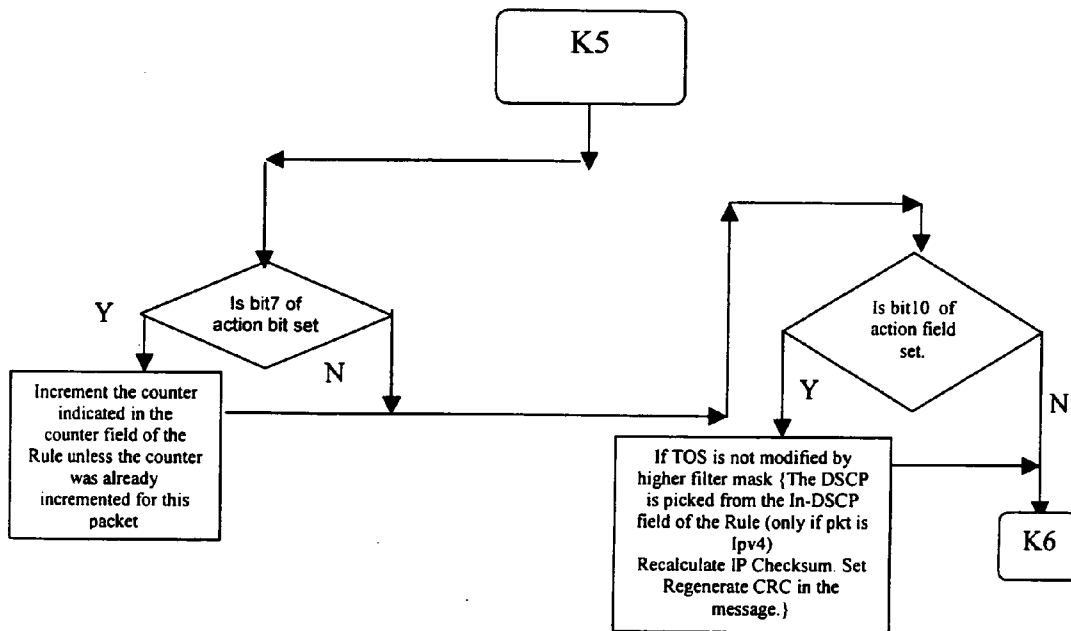 K5
Is bit7 of
action bit set
Y
N
Increment the counter
indicated in the
counter field of the
Rule unless the counter
was already
incremented for this
packet
Is bit10 of
action field
set.
Y
N
If TOS is not modified by
higher filter mask {The DSCP
is picked from the In-DSCP
field of the Rule (only if pkt is
Ipv4)
Recalculate IP Checksum. Set
Regenerate CRC in the
message.}
K6